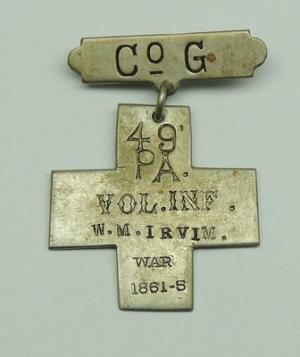 Co G
49'
PA.
VOL. INF.
W. M. IRVIM.
WAR
1861-5